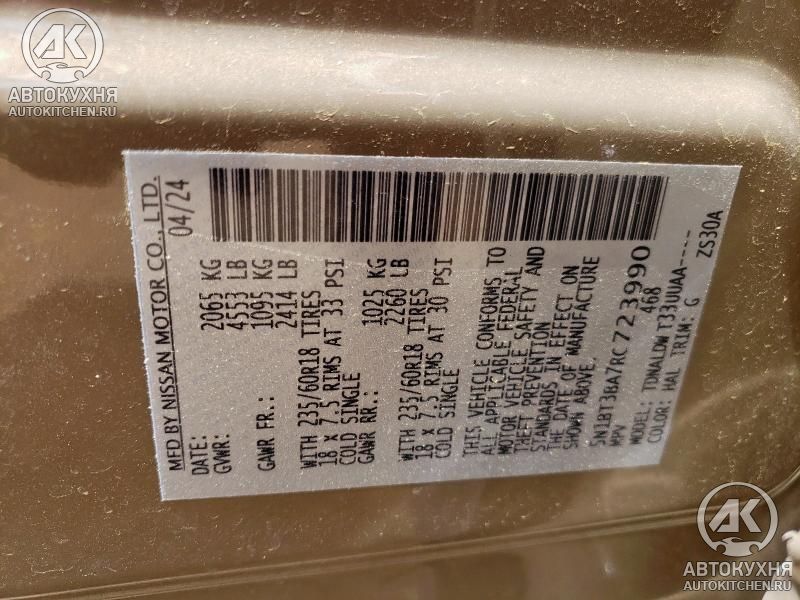 AK
АВТОКУХНЯ
AUTOKITCHEN.RU
MFD BY NISSAN MOTOR CO., LTD.
DATE: 04/24
GVWR: 2065 KG
4553 LB
GAWR FR.: 1095 KG
2414 LB
WITH 235/60R18 TIRES
18 x 7.5 RIMS AT 33 PSI
COLD SINGLE
GAWR RR.: 1025 KG
2260 LB
WITH 235/60R18 TIRES
18 x 7.5 RIMS AT 30 PSI
COLD SINGLE
THIS VEHICLE CONFORMS TO
ALL APPLICABLE FEDERAL
MOTOR VEHICLE SAFETY AND
THEFT PREVENTION
STANDARDS IN EFFECT ON
THE DATE OF MANUFACTURE
SHOWN ABOVE.
5N1BT3BA7RC723990
MPV 468
MODEL: TDNALDW T33UUAA----
COLOR: HAL TRIM: G ZS30A
AK
АВТОКУХНЯ
AUTOKITCHEN.RU